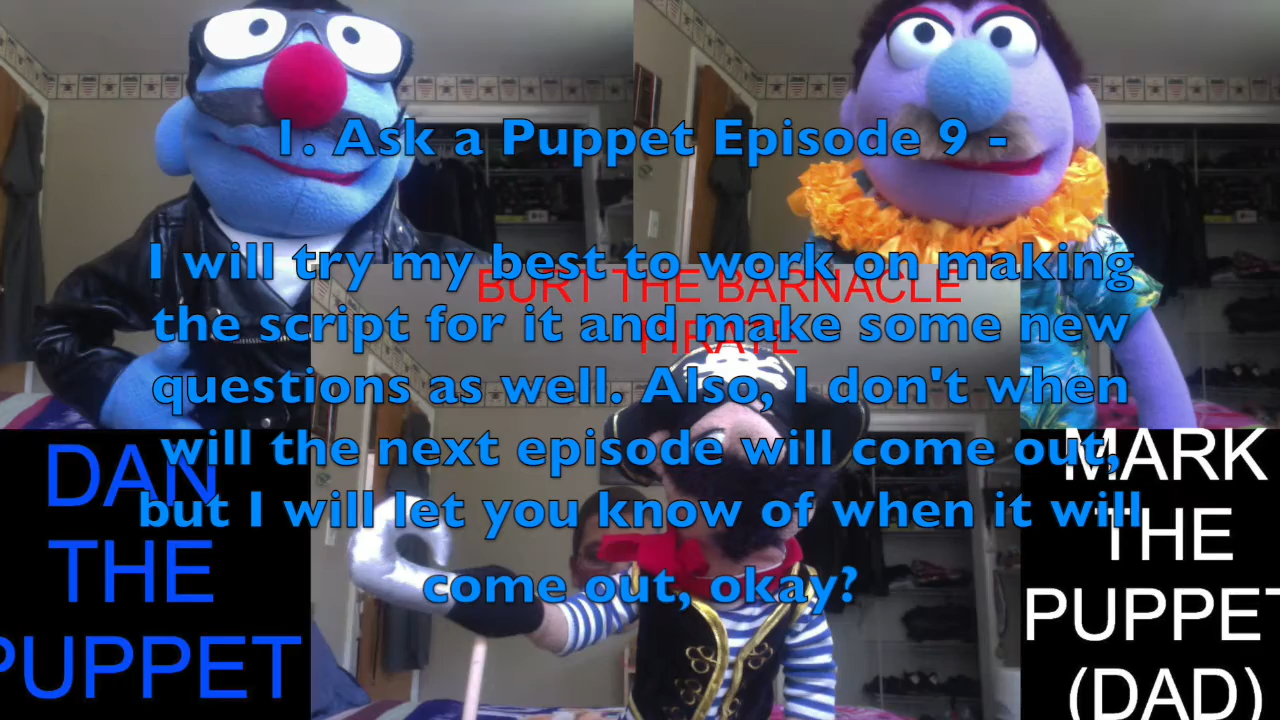 1. Ask a Puppet Episode 9 -
I will try my best to work on making
the script for it and make some new
questions as well. Also, I don't when
will the next episode will come out,
but I will let you know of when it will
come out, okay?
BURT THE BARNACLE
PIRATE
DAN
THE
PUPPET
MARK
THE
PUPPET
(DAD)